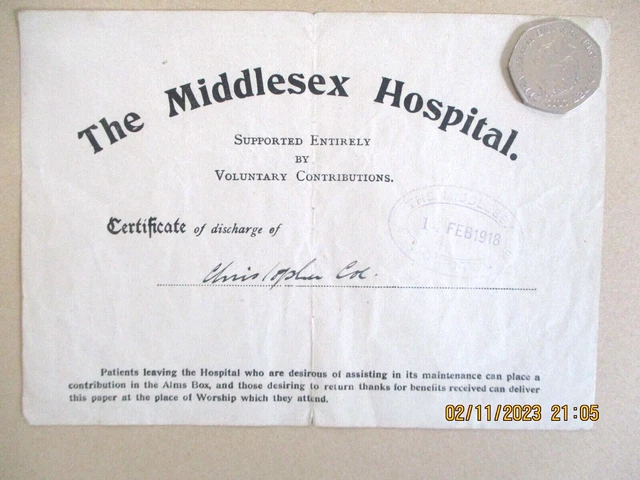 The Middlesex Hospital.
SUPPORTED ENTIRELY
BY
VOLUNTARY CONTRIBUTIONS.
Certificate of discharge of
THE MIDDLESEX
1 FEB 1918
Christopher
Patients leaving the Hospital who are desirous of assisting in its maintenance can place a
contribution in the Alms Box, and those desiring to return thanks for benefits received can deliver
this paper at the place of Worship which they attend.
02/11/2023 21:05